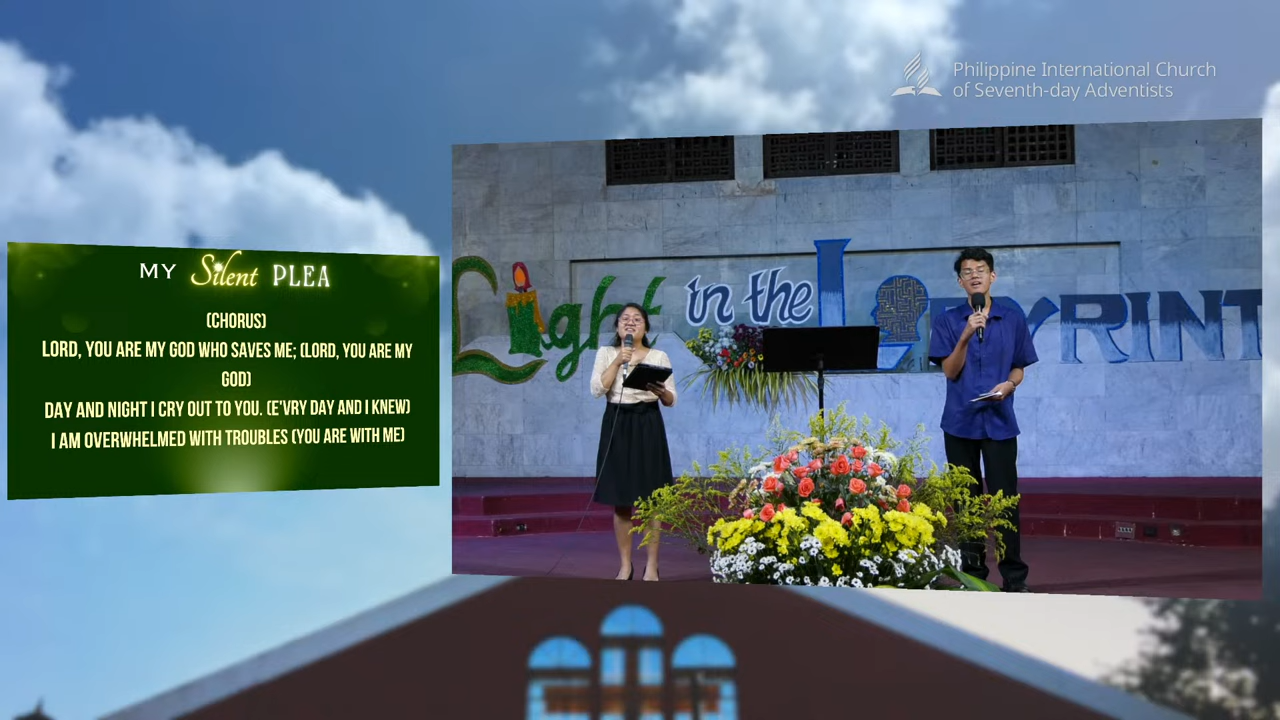 Philippine International Church
of Seventh-day Adventists
MY Silent PLEA
(CHORUS)
LORD, YOU ARE MY GOD WHO SAVES ME; (LORD, YOU ARE MY
GOD)
DAY AND NIGHT I CRY OUT TO YOU. (E'VRY DAY AND I KNEW)
I AM OVERWHELMED WITH TROUBLES (YOU ARE WITH ME)
Light in the L BYRINT